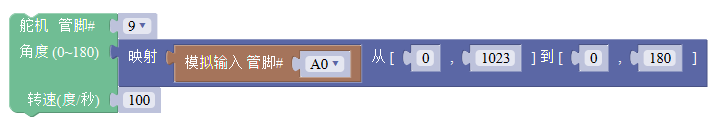 舵机 管脚# 9
角度(0~180) 映射 模拟输入 管脚# A0 从 [ 0 , 1023 ] 到 [ 0 , 180 ]
转速(度/秒) 100